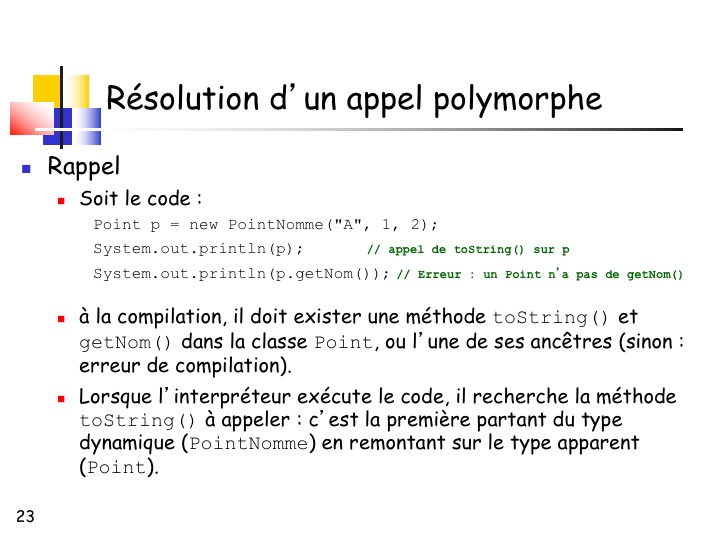 Résolution d’un appel polymorphe
Rappel
Soit le code :
Point p = new PointNomme("A", 1, 2);
System.out.println(p); // appel de toString() sur p
System.out.println(p.getNom()); // Erreur : un Point n’a pas de getNom()
à la compilation, il doit exister une méthode toString() et
getNom() dans la classe Point, ou l’une de ses ancêtres (sinon :
erreur de compilation).
Lorsque l’interpréteur exécute le code, il recherche la méthode
toString() à appeler : c’est la première partant du type
dynamique (PointNomme) en remontant sur le type apparent
(Point).
23